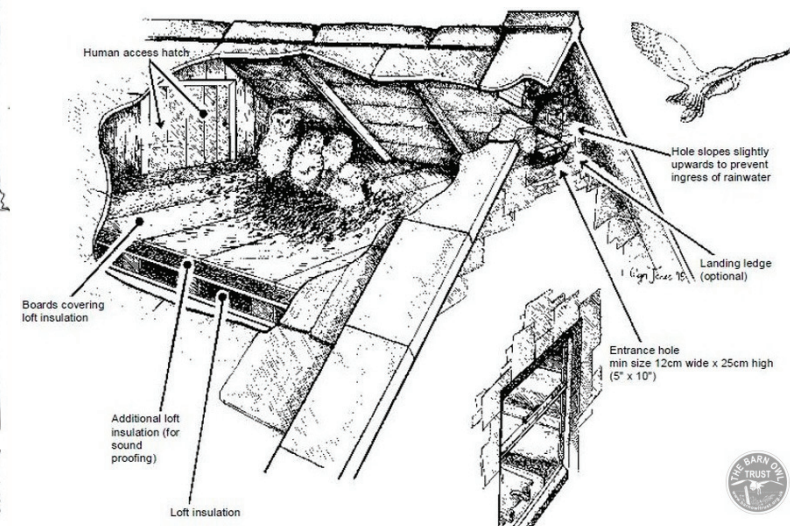 Human access hatch
Hole slopes slightly
upwards to prevent
ingress of rainwater
Landing ledge
(optional)
Boards covering
loft insulation
Entrance hole
min size 12cm wide x 25cm high
(5" x 10")
Additional loft
insulation (for
sound
proofing)
Loft insulation
THE BARN OWL
TRUST